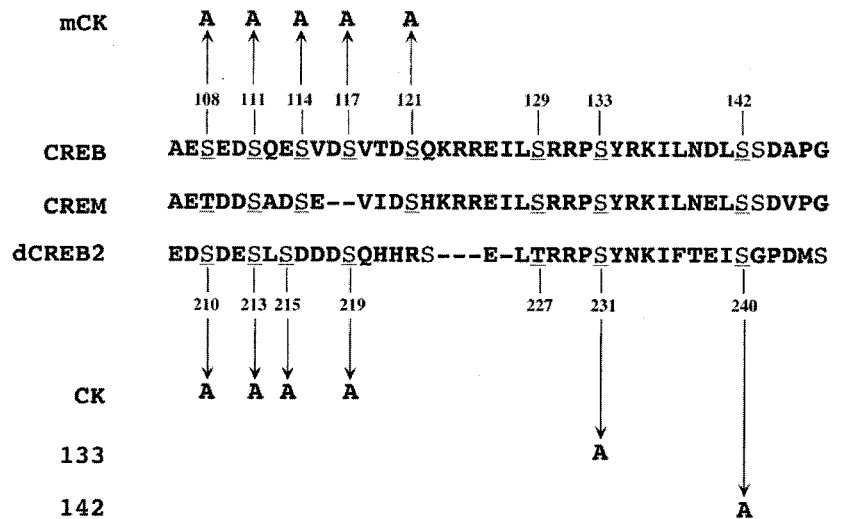 mCK A A A A A
108 111 114 117 121 129 133 142
CREB AESEDSQESVDSVTDSQKRREILSRRPSYRKILNDLSSDAPG
CREM AETDDSADSE--VIDSHKRREILSRRPSYRKILNELSSDVPG
dCREB2 EDSDESLSDDDSQHHRS---E-LTRRPSYNKIFTEISGPDMS
210 213 215 219 227 231 240
CK A A A A
133 A
142 A